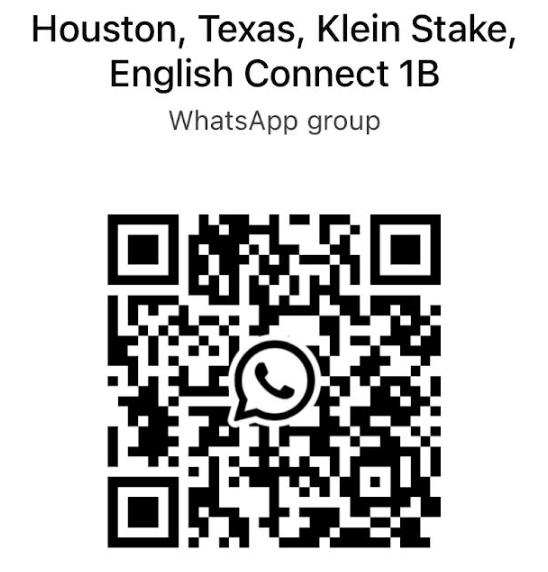 Houston, Texas, Klein Stake,
English Connect 1B
WhatsApp group